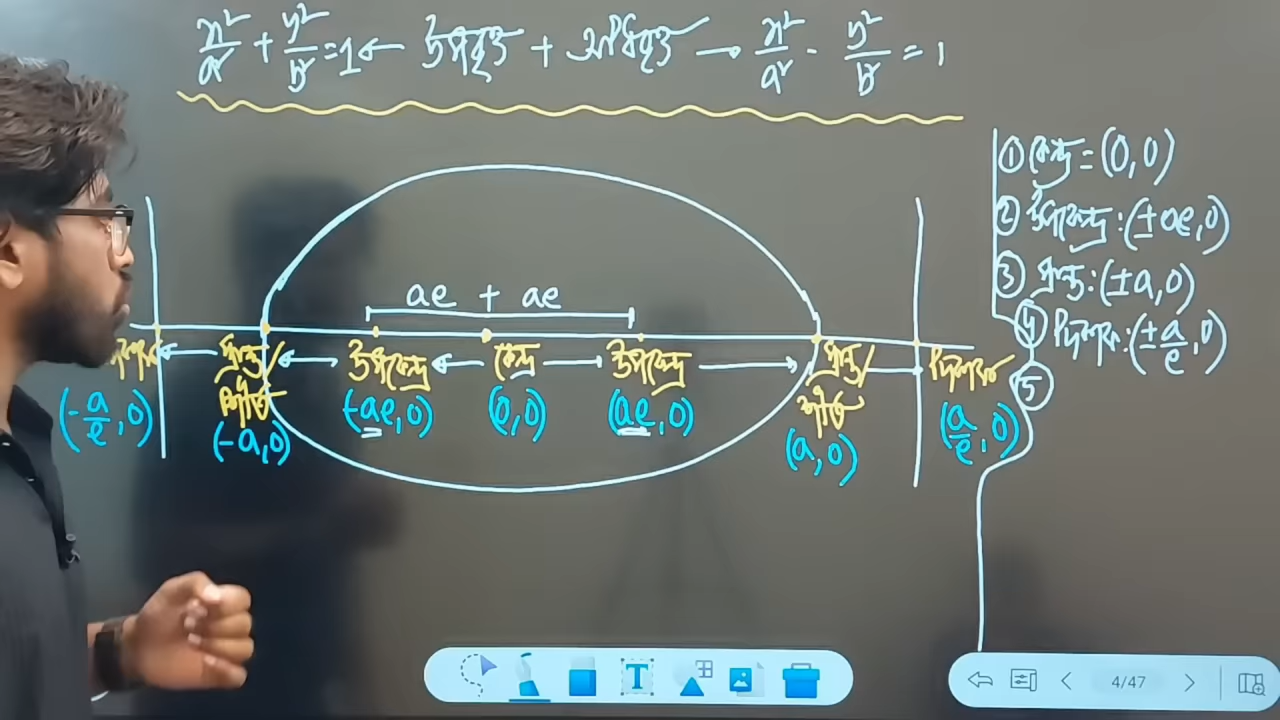 x²/a² + y²/b² = 1 ← উপবৃত্ত + অধিবৃত্ত → x²/a² - y²/b² = 1
① কেন্দ্র = (0,0)
② উপকেন্দ্র : (±ae, 0)
③ প্রান্ত : (±a, 0)
④ দিকাক্ষ : (±a/e, 0)
⑤
ae + ae
প্রান্ত/ ← উপকেন্দ্র ← কেন্দ্র → উপকেন্দ্র → প্রান্ত/
শীর্ষ
শীর্ষ
(-a/e, 0) (-a, 0) (-ae, 0) (0, 0) (ae, 0) (a, 0) (a/e, 0)
T
4/47